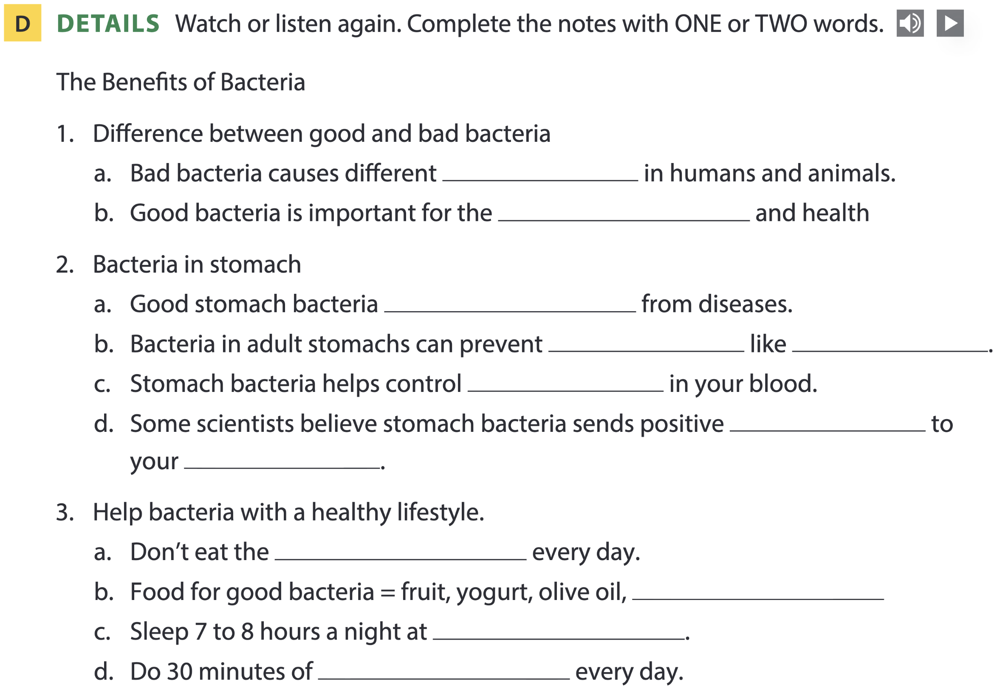 D DETAILS Watch or listen again. Complete the notes with ONE or TWO words.
The Benefits of Bacteria
1. Difference between good and bad bacteria
a. Bad bacteria causes different ____________ in humans and animals.
b. Good bacteria is important for the ____________ and health
2. Bacteria in stomach
a. Good stomach bacteria ____________ from diseases.
b. Bacteria in adult stomachs can prevent ____________ like ____________.
c. Stomach bacteria helps control ____________ in your blood.
d. Some scientists believe stomach bacteria sends positive ____________ to
your ____________.
3. Help bacteria with a healthy lifestyle.
a. Don't eat the ____________ every day.
b. Food for good bacteria = fruit, yogurt, olive oil, ____________
c. Sleep 7 to 8 hours a night at ____________.
d. Do 30 minutes of ____________ every day.